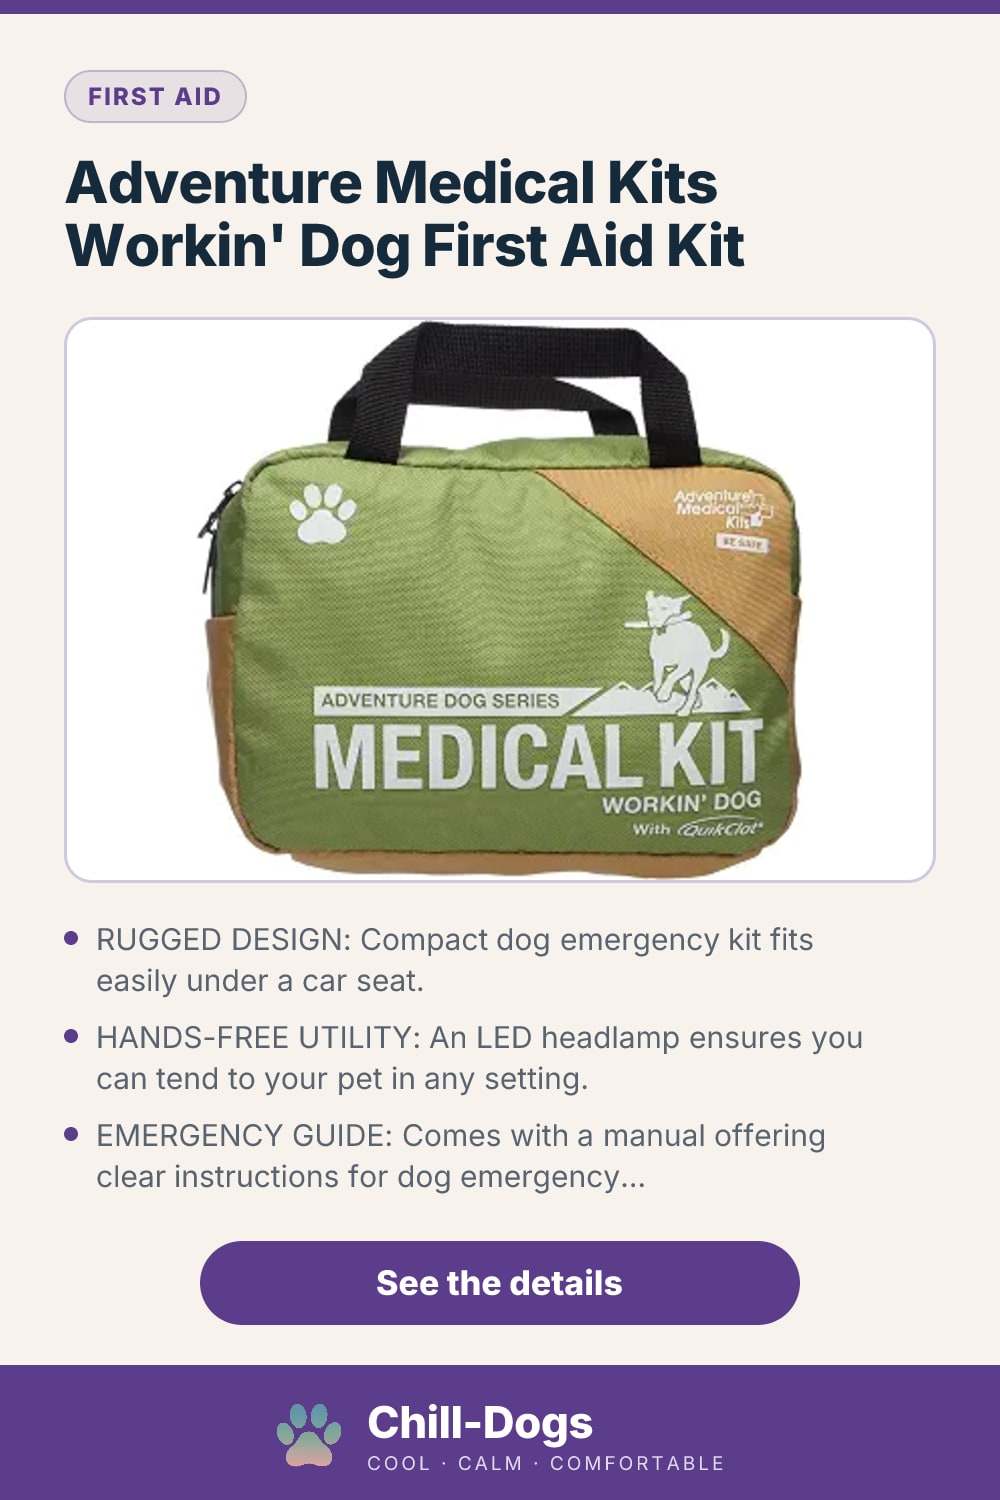 FIRST AID
Adventure Medical Kits
Workin' Dog First Aid Kit
Adventure®
Medical
Kits
BE SAFE
ADVENTURE DOG SERIES
MEDICAL KIT
WORKIN' DOG
With QuikClot®
RUGGED DESIGN: Compact dog emergency kit fits
easily under a car seat.
HANDS-FREE UTILITY: An LED headlamp ensures you
can tend to your pet in any setting.
EMERGENCY GUIDE: Comes with a manual offering
clear instructions for dog emergency...
See the details
Chill-Dogs
COOL · CALM · COMFORTABLE